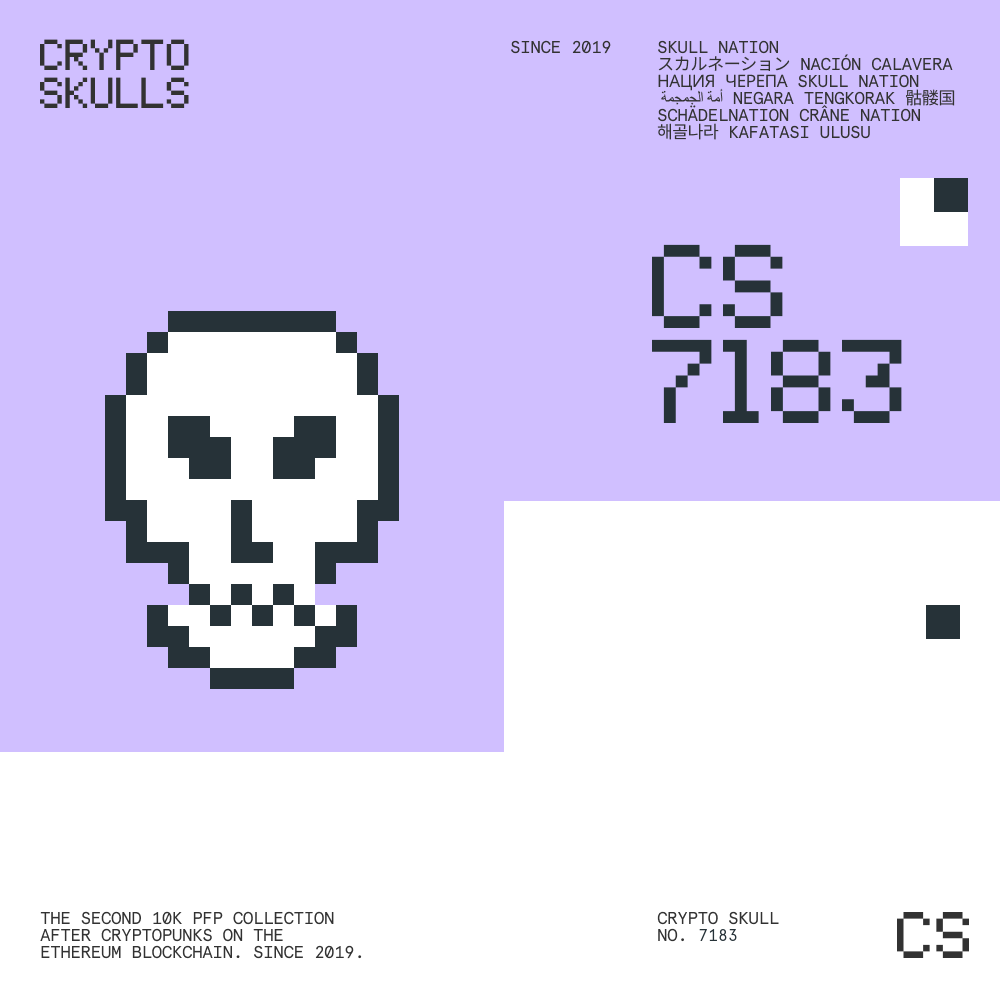 CRYPTO
SKULLS
SINCE 2019
SKULL NATION
スカルネーション NACIÓN CALAVERA
НАЦИЯ ЧЕРЕПА SKULL NATION
أمة الجمجمة NEGARA TENGKORAK 骷髅国
SCHÄDELNATION CRÂNE NATION
해골나라 KAFATASI ULUSU
CS
7183
THE SECOND 10K PFP COLLECTION
AFTER CRYPTOPUNKS ON THE
ETHEREUM BLOCKCHAIN. SINCE 2019.
CRYPTO SKULL
NO. 7183
CS